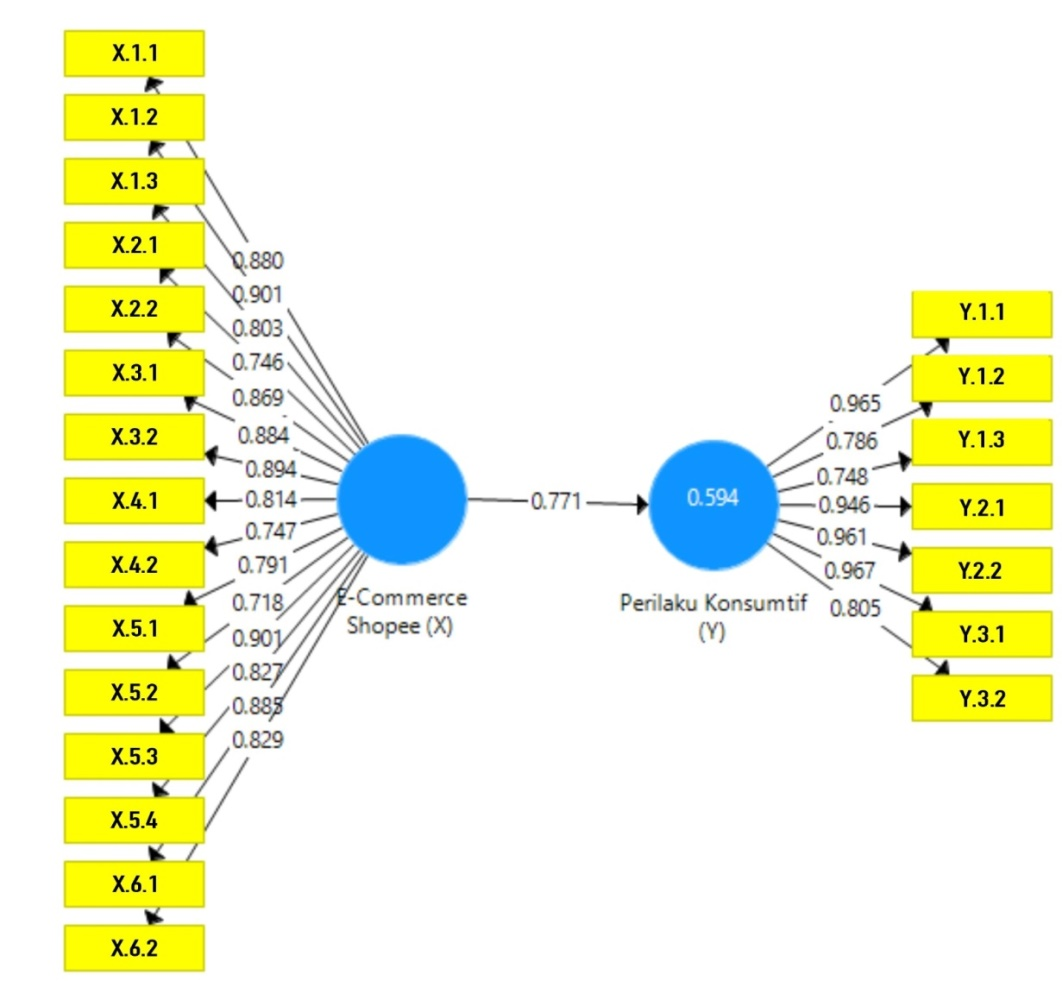 X.1.1
X.1.2
X.1.3
X.2.1
X.2.2
X.3.1
X.3.2
X.4.1
X.4.2
X.5.1
X.5.2
X.5.3
X.5.4
X.6.1
X.6.2
0.880
0.901
0.803
0.746
0.869
0.884
0.894
0.814
0.747
0.791
0.718
0.901
0.827
0.885
0.829
E-Commerce
Shopee (X)
0.771
0.594
Perilaku Konsumtif
(Y)
0.965
0.786
0.748
0.946
0.961
0.967
0.805
Y.1.1
Y.1.2
Y.1.3
Y.2.1
Y.2.2
Y.3.1
Y.3.2